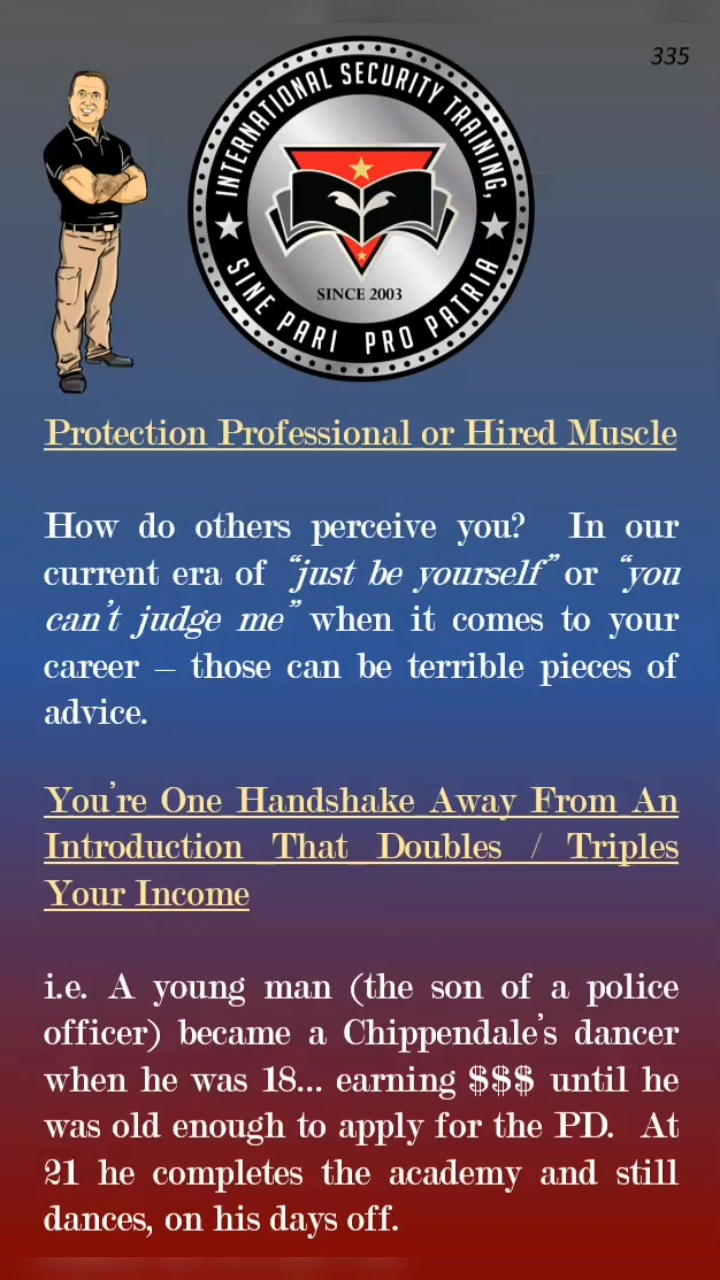 335
INTERNATIONAL SECURITY TRAINING,
SINCE 2003
SINE PARI PRO PATRIA
Protection Professional or Hired Muscle
How do others perceive you? In our
current era of “just be yourself” or “you
can’t judge me” when it comes to your
career – those can be terrible pieces of
advice.
You’re One Handshake Away From An
Introduction That Doubles / Triples
Your Income
i.e. A young man (the son of a police
officer) became a Chippendale’s dancer
when he was 18... earning $$$ until he
was old enough to apply for the PD. At
21 he completes the academy and still
dances, on his days off.